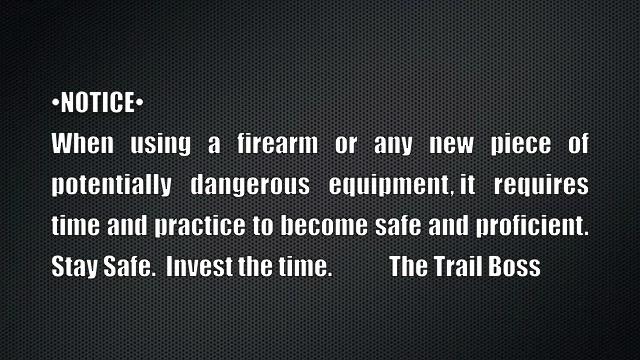 •NOTICE•
When using a firearm or any new piece of
potentially dangerous equipment, it requires
time and practice to become safe and proficient.
Stay Safe. Invest the time. The Trail Boss